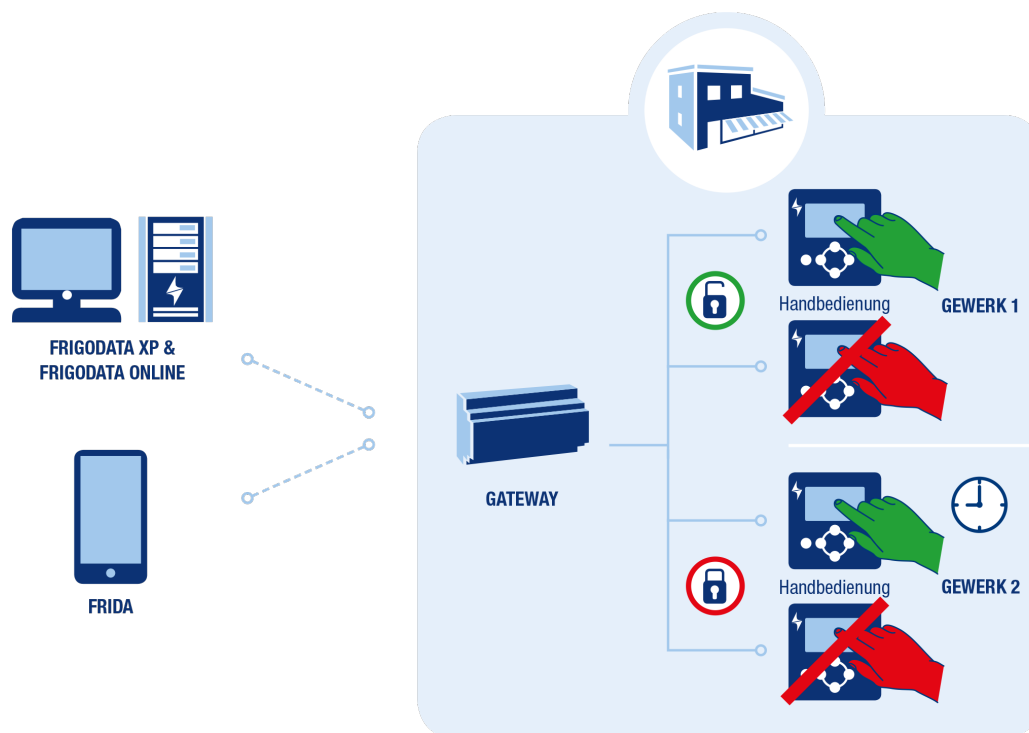 FRIGODATA XP &
FRIGODATA ONLINE
FRIDA
GATEWAY
Handbedienung
GEWERK 1
Handbedienung
GEWERK 2